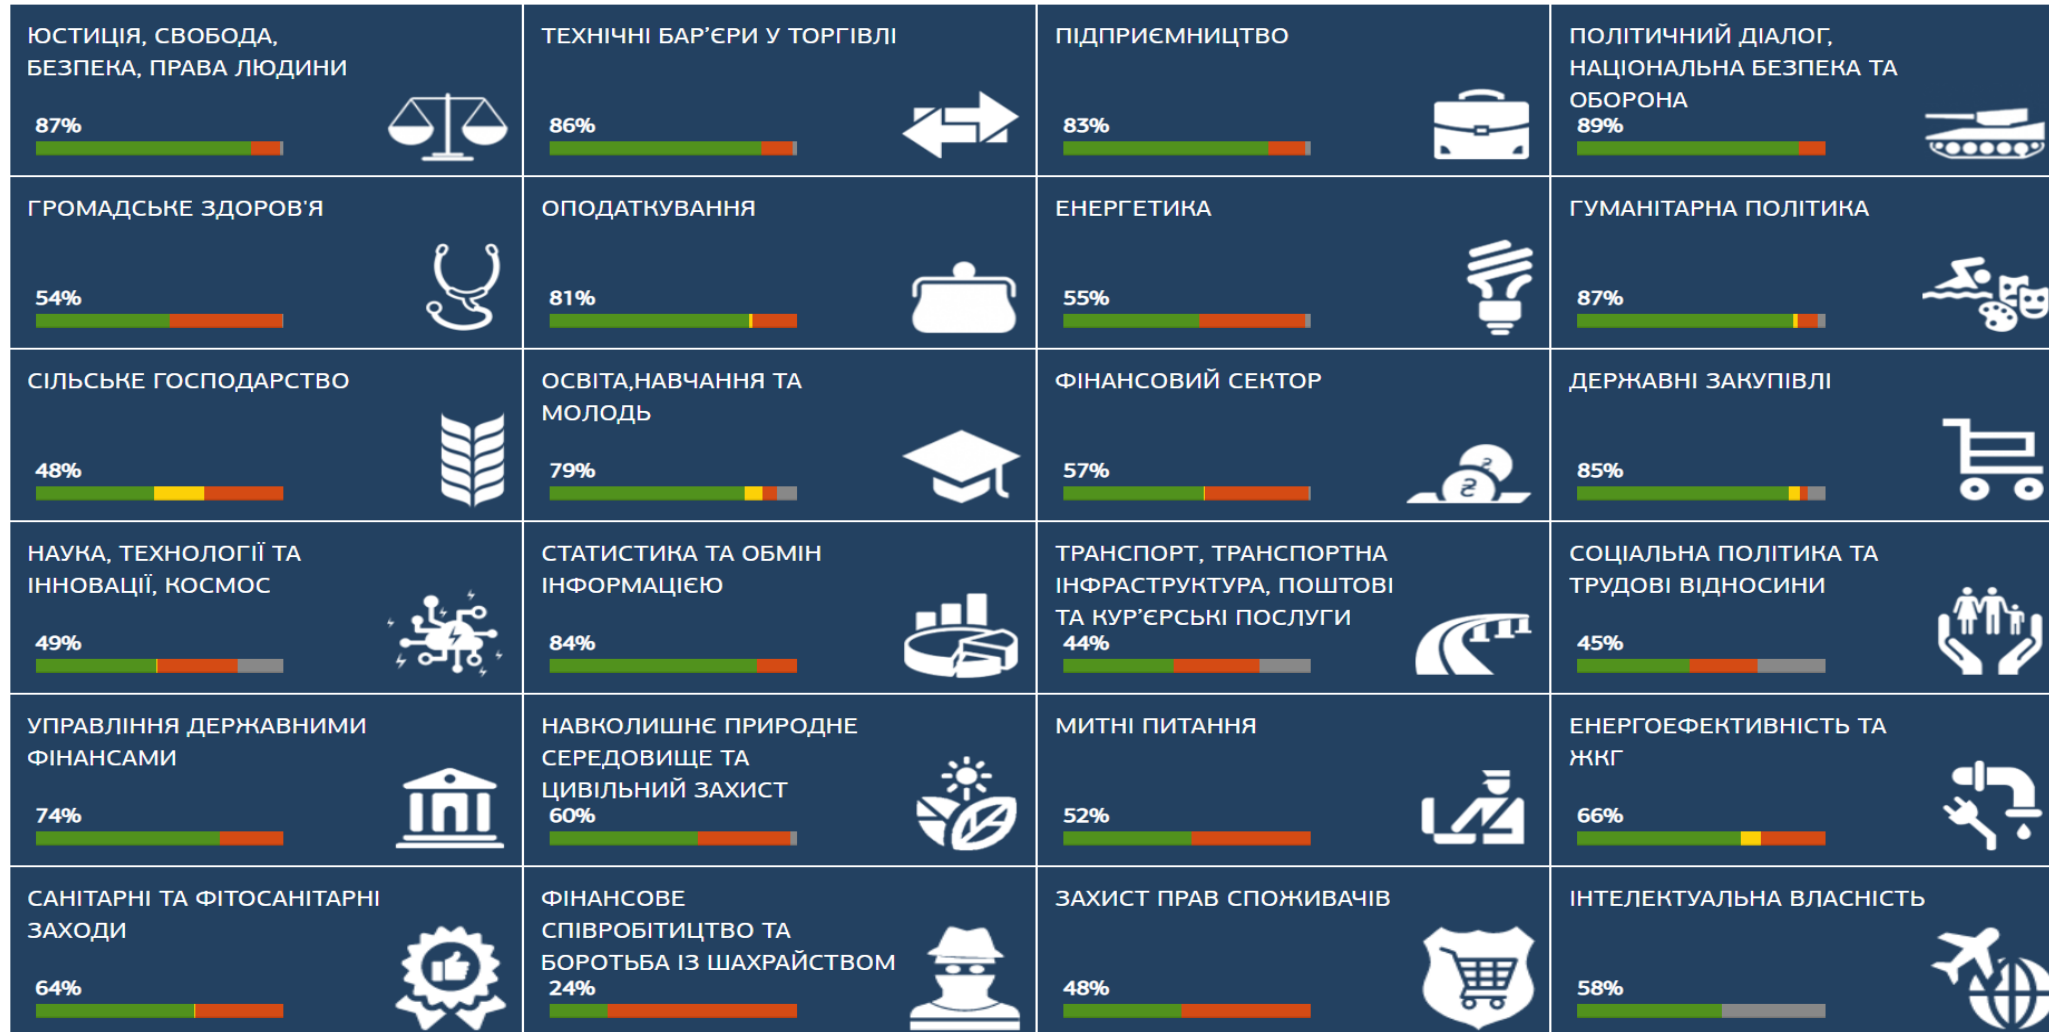 ЮСТИЦІЯ, СВОБОДА,
БЕЗПЕКА, ПРАВА ЛЮДИНИ
87%
ТЕХНІЧНІ БАР’ЄРИ У ТОРГІВЛІ
86%
ПІДПРИЄМНИЦТВО
83%
ПОЛІТИЧНИЙ ДІАЛОГ,
НАЦІОНАЛЬНА БЕЗПЕКА ТА
ОБОРОНА
89%
ГРОМАДСЬКЕ ЗДОРОВ'Я
54%
ОПОДАТКУВАННЯ
81%
ЕНЕРГЕТИКА
55%
ГУМАНІТАРНА ПОЛІТИКА
87%
СІЛЬСЬКЕ ГОСПОДАРСТВО
48%
ОСВІТА,НАВЧАННЯ ТА
МОЛОДЬ
79%
ФІНАНСОВИЙ СЕКТОР
57%
ДЕРЖАВНІ ЗАКУПІВЛІ
85%
НАУКА, ТЕХНОЛОГІЇ ТА
ІННОВАЦІЇ, КОСМОС
49%
СТАТИСТИКА ТА ОБМІН
ІНФОРМАЦІЄЮ
84%
ТРАНСПОРТ, ТРАНСПОРТНА
ІНФРАСТРУКТУРА, ПОШТОВІ
ТА КУР’ЄРСЬКІ ПОСЛУГИ
44%
СОЦІАЛЬНА ПОЛІТИКА ТА
ТРУДОВІ ВІДНОСИНИ
45%
УПРАВЛІННЯ ДЕРЖАВНИМИ
ФІНАНСАМИ
74%
НАВКОЛИШНЄ ПРИРОДНЕ
СЕРЕДОВИЩЕ ТА
ЦИВІЛЬНИЙ ЗАХИСТ
60%
МИТНІ ПИТАННЯ
52%
ЕНЕРГОЕФЕКТИВНІСТЬ ТА
ЖКГ
66%
САНІТАРНІ ТА ФІТОСАНІТАРНІ
ЗАХОДИ
64%
ФІНАНСОВЕ
СПІВРОБІТИЦТВО ТА
БОРОТЬБА ІЗ ШАХРАЙСТВОМ
24%
ЗАХИСТ ПРАВ СПОЖИВАЧІВ
48%
ІНТЕЛЕКТУАЛЬНА ВЛАСНІСТЬ
58%